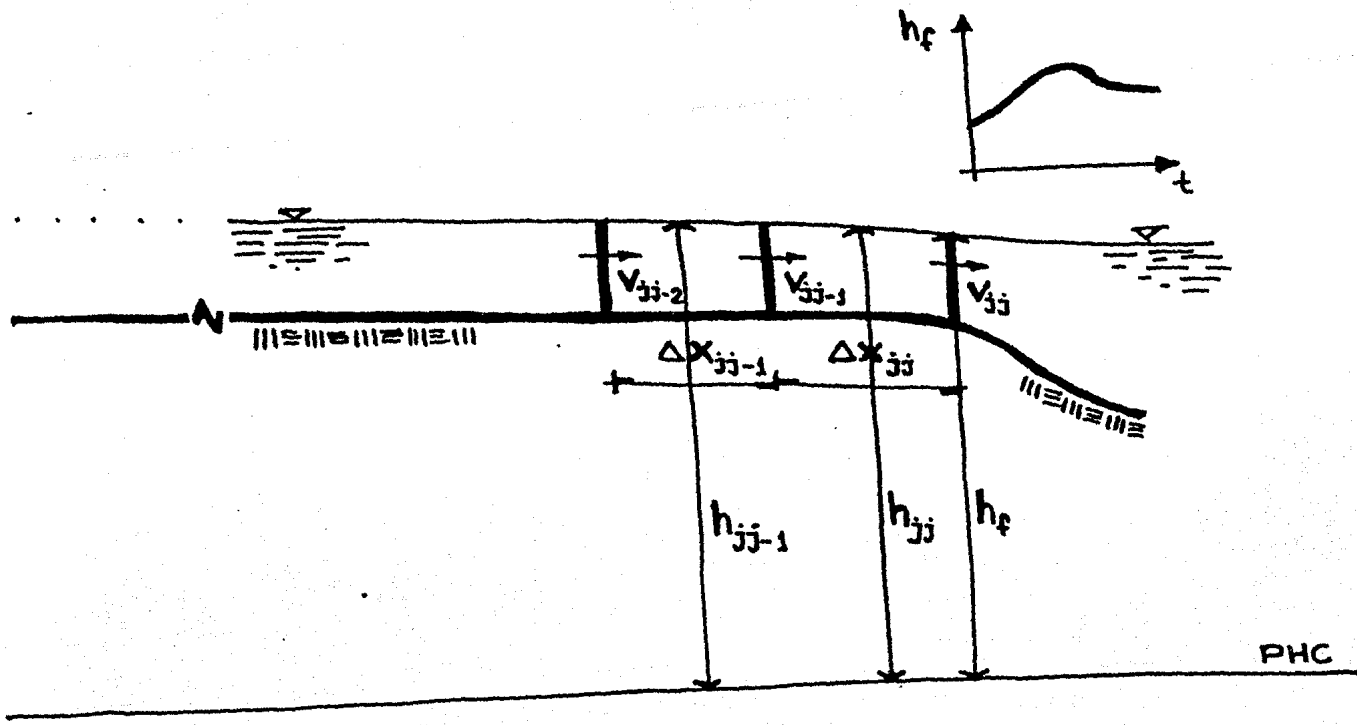 h_f
t
V_jj-2
V_jj-1
V_jj
Δx_jj-1
Δx_jj
h_jj-1
h_jj
h_f
PHC